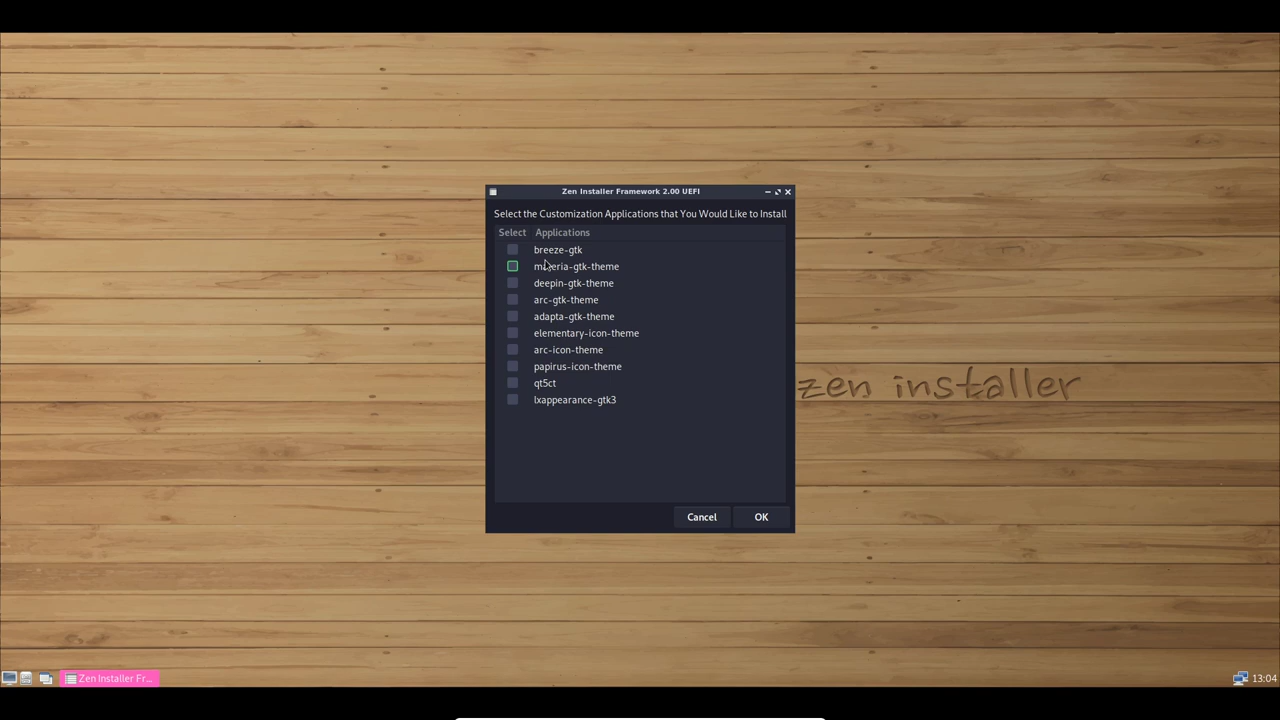 Zen Installer Framework 2.00 UEFI
Select the Customization Applications that You Would Like to Install
Select Applications
breeze-gtk
materia-gtk-theme
deepin-gtk-theme
arc-gtk-theme
adapta-gtk-theme
elementary-icon-theme
arc-icon-theme
papirus-icon-theme
qt5ct
lxappearance-gtk3
zen installer
Cancel OK
Zen Installer Fr... 13:04